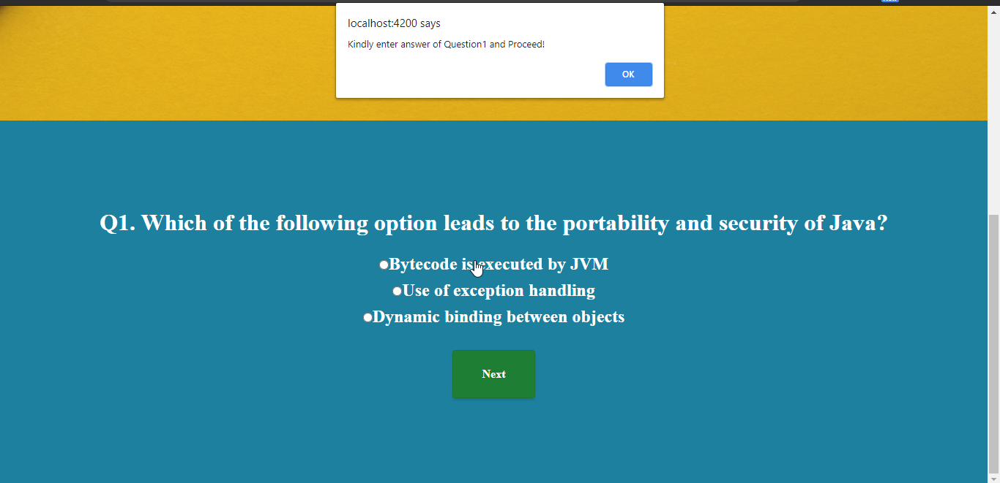 localhost:4200 says
Kindly enter answer of Question1 and Proceed!
OK
Q1. Which of the following option leads to the portability and security of Java?
Bytecode is executed by JVM
Use of exception handling
Dynamic binding between objects
Next